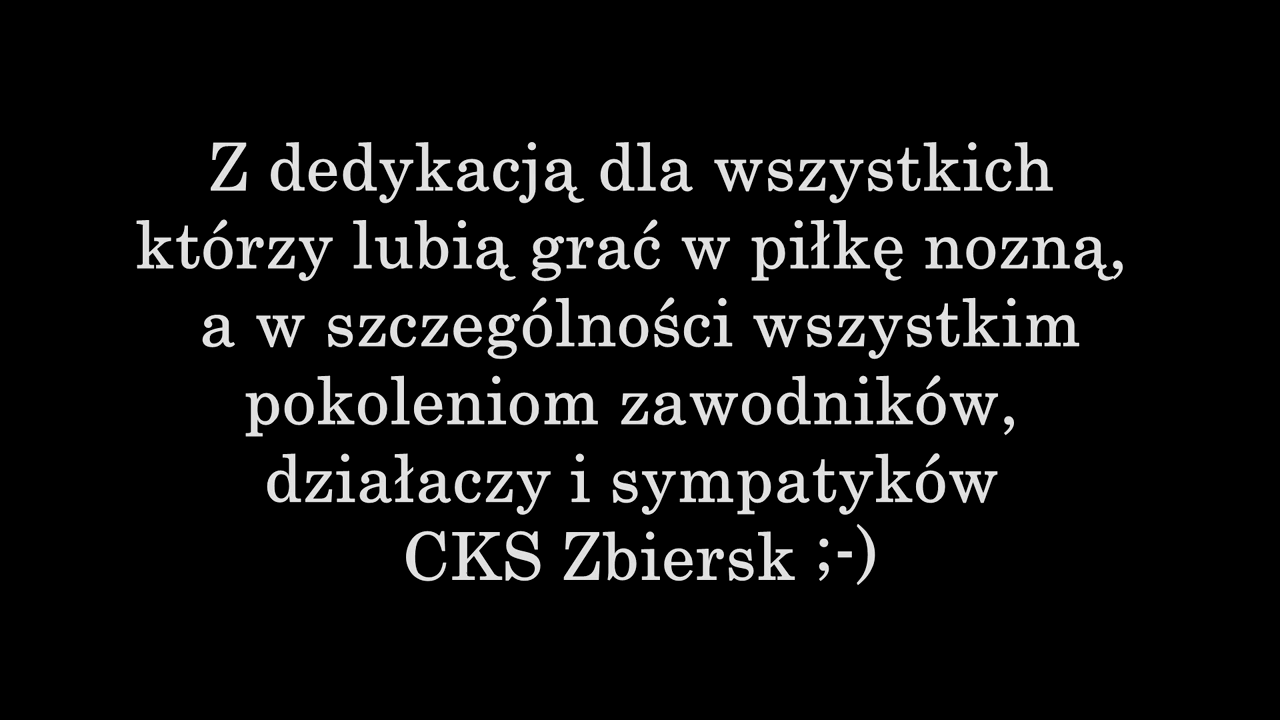 Z dedykacją dla wszystkich
którzy lubią grać w piłkę nozną,
a w szczególności wszystkim
pokoleniom zawodników,
działaczy i sympatyków
CKS Zbiersk ;-)